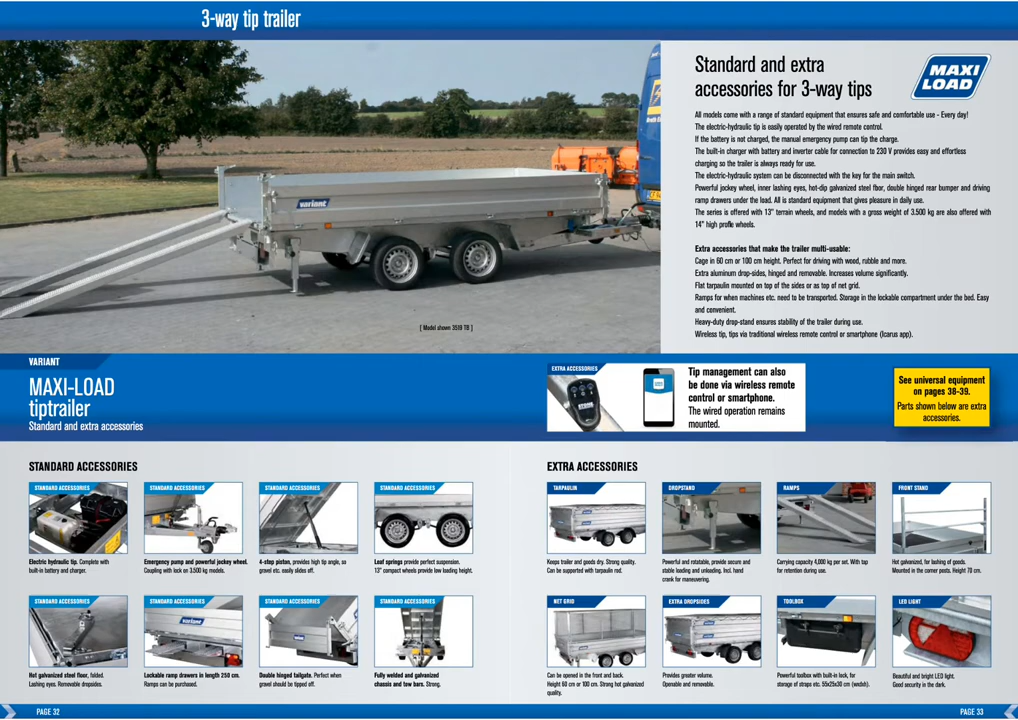 3-way tip trailer
Standard and extra
accessories for 3-way tips
MAXI
LOAD
All models come with a range of standard equipment that ensures safe and comfortable use - Every day!
The electric-hydraulic tip is easily operated by the wired remote control.
If the battery is not charged, the manual emergency pump can tip the charge.
The built-in charger with battery and inverter cable for connection to 230 V provides easy and effortless
charging so the trailer is always ready for use.
The electric-hydraulic system can be disconnected with the key for the main switch.
Powerful jockey wheel, inner lashing eyes, hot-dip galvanized steel floor, double hinged rear bumper and driving
ramp drawers under the load. All is standard equipment that gives pleasure in daily use.
The series is offered with 13" terrain wheels, and models with a gross weight of 3.500 kg are also offered with
14" high profile wheels.
Extra accessories that make the trailer multi-usable:
Cage in 60 cm or 100 cm height. Perfect for driving with wood, rubble and more.
Extra aluminum drop-sides, hinged and removable. Increases volume significantly.
Flat tarpaulin mounted on top of the sides or as top of net grid.
Ramps for when machines etc. need to be transported. Storage in the lockable compartment under the bed. Easy
and convenient.
Heavy-duty drop-stand ensures stability of the trailer during use.
Wireless tip, tips via traditional wireless remote control or smartphone (Icarus app).
variant
[ Model shown 3519 TB ]
VARIANT
MAXI-LOAD
tiptrailer
Standard and extra accessories
EXTRA ACCESSORIES
Tip management can also
be done via wireless remote
control or smartphone.
The wired operation remains
mounted.
See universal equipment
on pages 38-39.
Parts shown below are extra
accessories.
STANDARD ACCESSORIES
STANDARD ACCESSORIES
Electric hydraulic tip. Complete with
built-in battery and charger.
STANDARD ACCESSORIES
Emergency pump and powerful jockey wheel.
Coupling with lock on 3.500 kg models.
STANDARD ACCESSORIES
4-step piston, provides high tip angle, so
gravel etc. easily slides off.
STANDARD ACCESSORIES
Leaf springs provide perfect suspension.
13" compact wheels provide low loading height.
STANDARD ACCESSORIES
Hot galvanized steel floor, folded.
Lashing eyes. Removable dropsides.
STANDARD ACCESSORIES
variant
Lockable ramp drawers in length 250 cm.
Ramps can be purchased.
STANDARD ACCESSORIES
Double hinged tailgate. Perfect when
gravel should be tipped off.
STANDARD ACCESSORIES
Fully welded and galvanized
chassis and tow bars. Strong.
EXTRA ACCESSORIES
TARPAULIN
Keeps trailer and goods dry. Strong quality.
Can be supported with tarpaulin rod.
DROPSTAND
Powerful and rotatable, provide secure and
stable loading and unloading. Incl. hand
crank for maneuvering.
RAMPS
Carrying capacity 4,000 kg per set. With tap
for retention during use.
FRONT STAND
Hot galvanized, for lashing of goods.
Mounted in the corner posts. Height 70 cm.
NET GRID
Can be opened in the front and back.
Height 60 cm or 100 cm. Strong hot galvanized
quality.
EXTRA DROPSIDES
Provides greater volume.
Openable and removable.
TOOLBOX
Powerful toolbox with built-in lock, for
storage of straps etc. 55x25x30 cm (wxdxh).
LED LIGHT
Beautiful and bright LED light.
Good security in the dark.
PAGE 32
PAGE 33